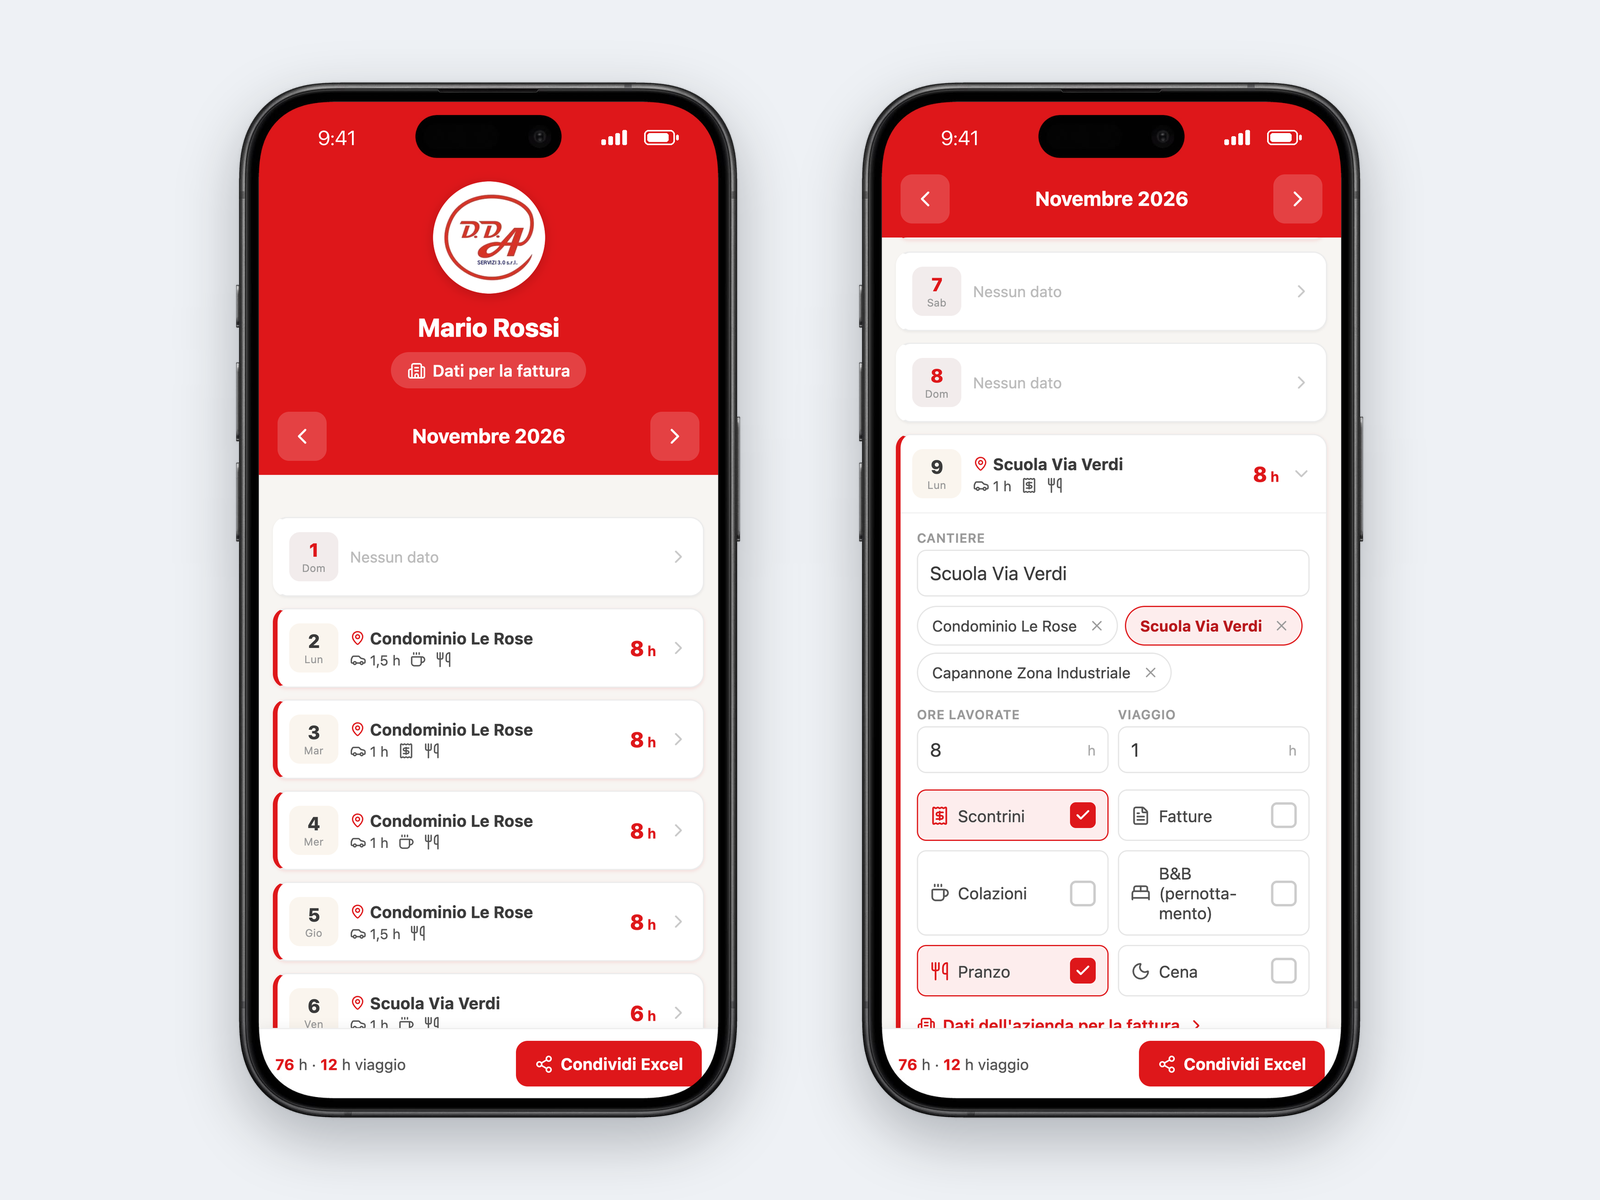 9:41
D.D.A
SERVIZI 3.0 s.r.l.
Mario Rossi
Dati per la fattura
Novembre 2026
1
Dom
Nessun dato
2
Lun
Condominio Le Rose
1,5 h
8 h
3
Mar
Condominio Le Rose
1 h
8 h
4
Mer
Condominio Le Rose
1 h
8 h
5
Gio
Condominio Le Rose
1,5 h
8 h
6
Ven
Scuola Via Verdi
1 h
6 h
76 h · 12 h viaggio
Condividi Excel
9:41
Novembre 2026
7
Sab
Nessun dato
8
Dom
Nessun dato
9
Lun
Scuola Via Verdi
1 h
8 h
CANTIERE
Scuola Via Verdi
Condominio Le Rose
Scuola Via Verdi
Capannone Zona Industriale
ORE LAVORATE
VIAGGIO
8 h
1 h
Scontrini
Fatture
Colazioni
B&B
(pernotta-
mento)
Pranzo
Cena
Dati dell'azienda per la fattura
76 h · 12 h viaggio
Condividi Excel